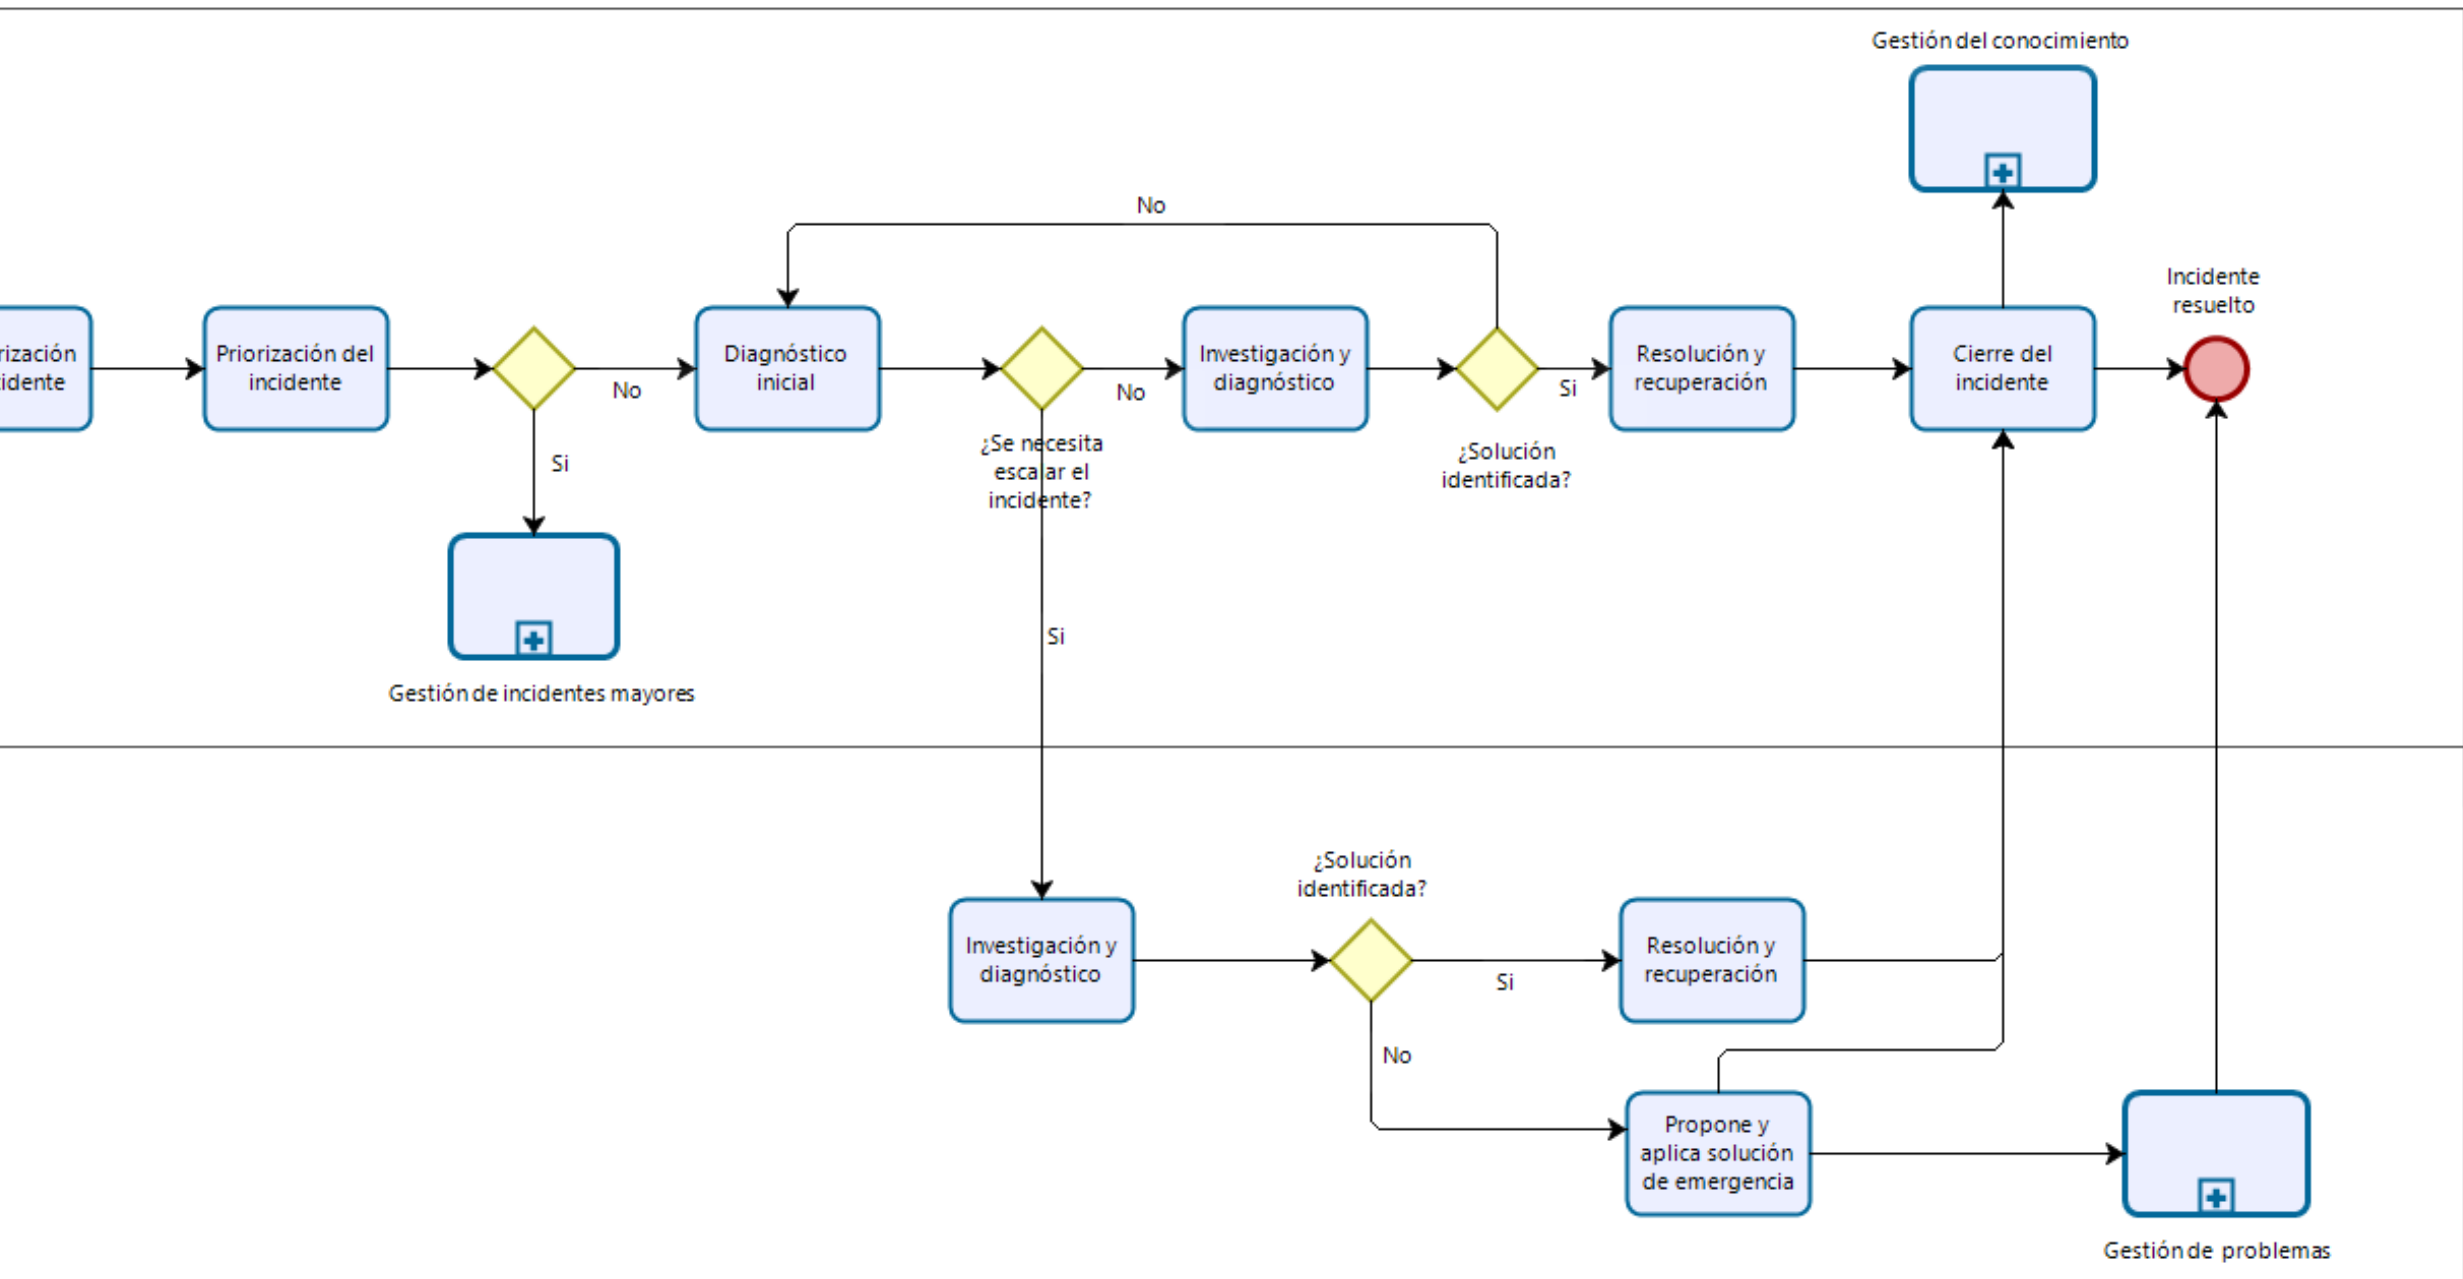 Gestión del conocimiento
No
Incidente
resuelto
rización
cidente
Priorización del
incidente
No
Si
Diagnóstico
inicial
¿Se necesita
escalar el
incidente?
No
Investigación y
diagnóstico
¿Solución
identificada?
Si
Resolución y
recuperación
Cierre del
incidente
Gestión de incidentes mayores
Si
Investigación y
diagnóstico
¿Solución
identificada?
Si
No
Resolución y
recuperación
Propone y
aplica solución
de emergencia
Gestión de problemas